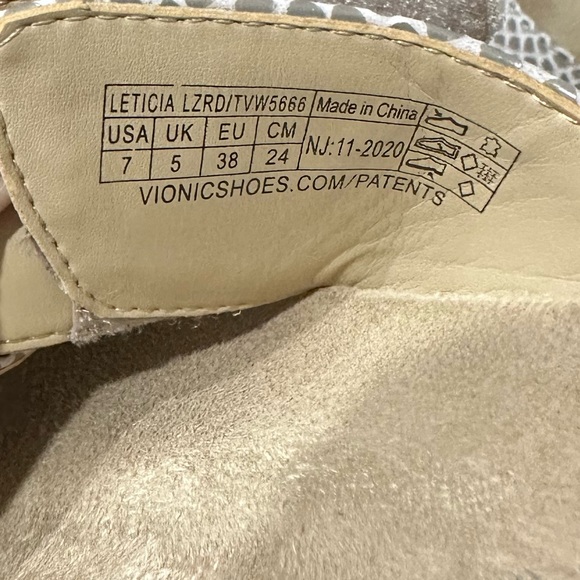 LETICIA LZRD/TVW5666 Made in China
USA UK EU CM
7 5 38 24
NJ:11-2020
VIONICSHOES.COM/PATENTS